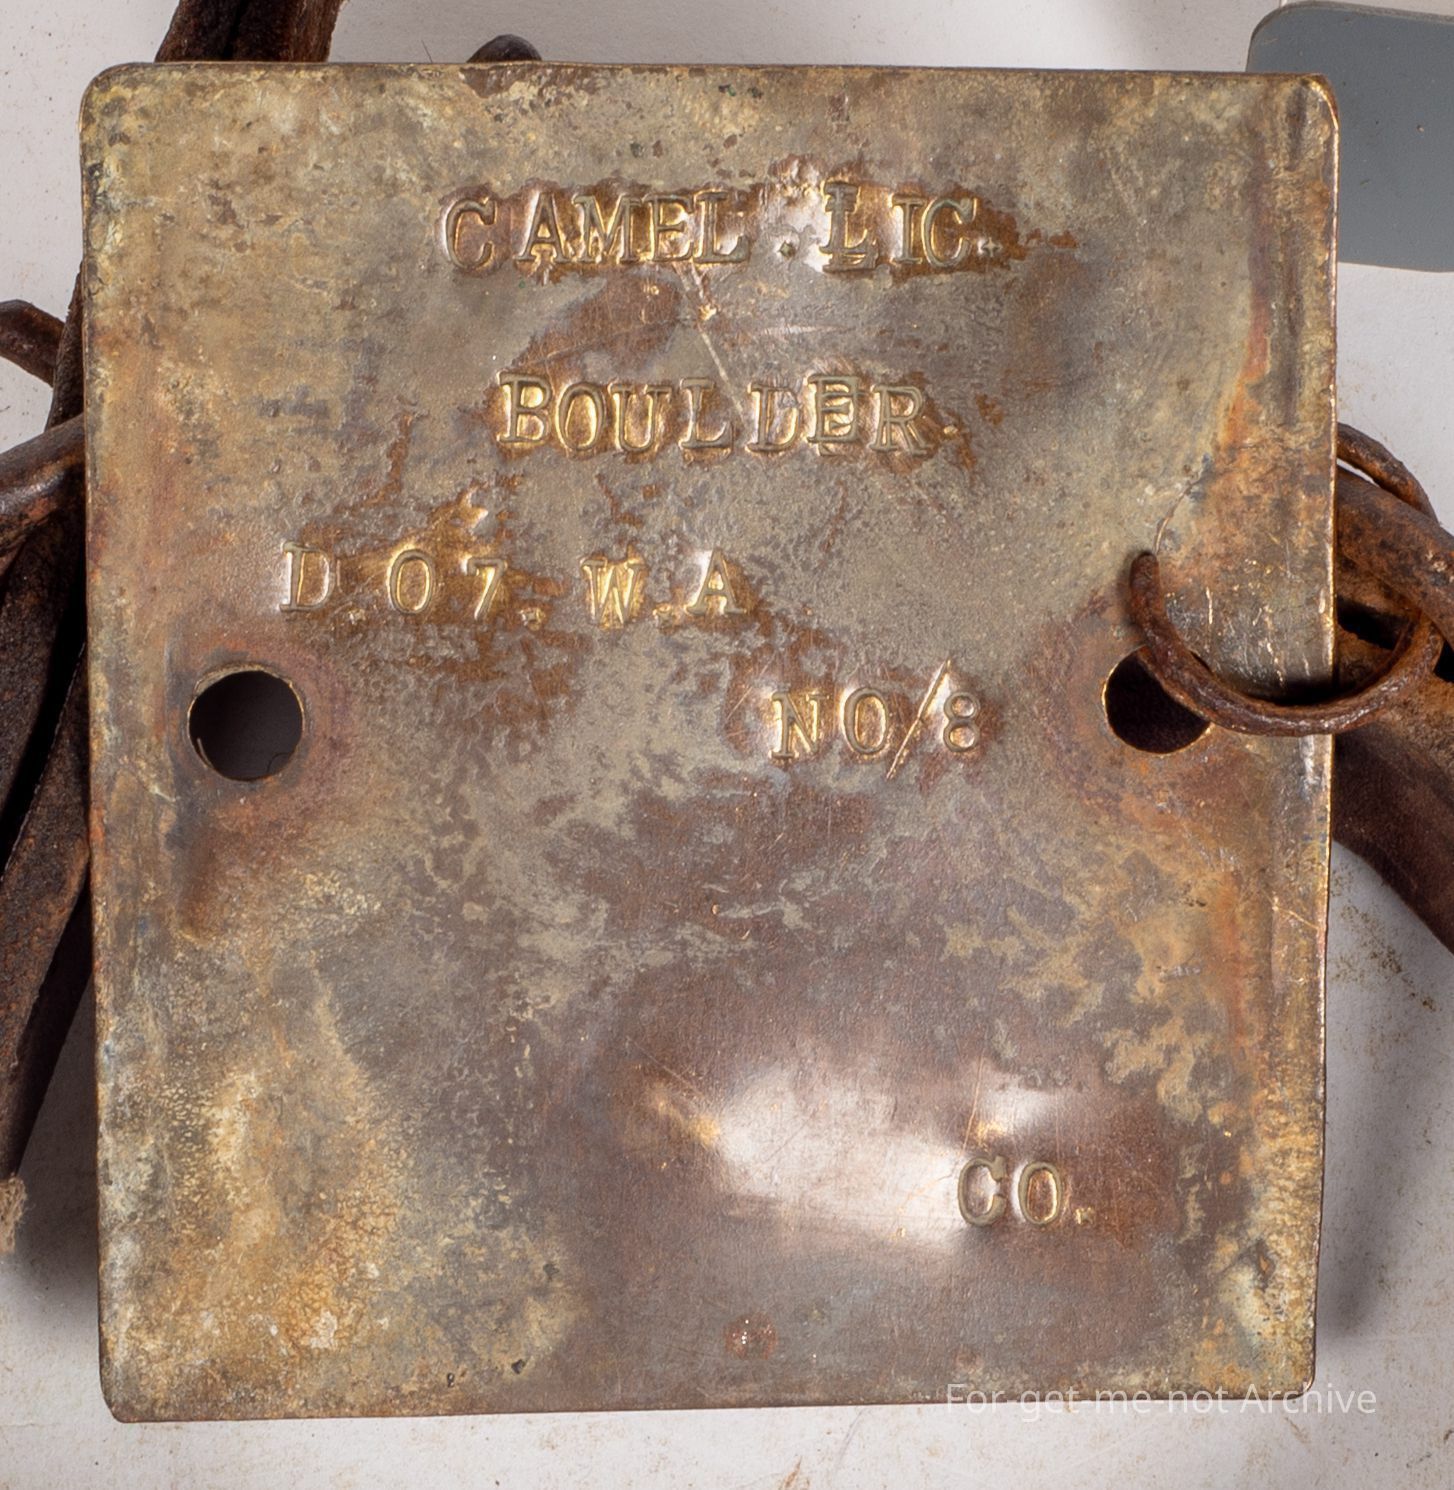 CAMEL. LIC.
BOULDER.
D.07. W.A
NO/8
CO.
For-get-me-not Archive